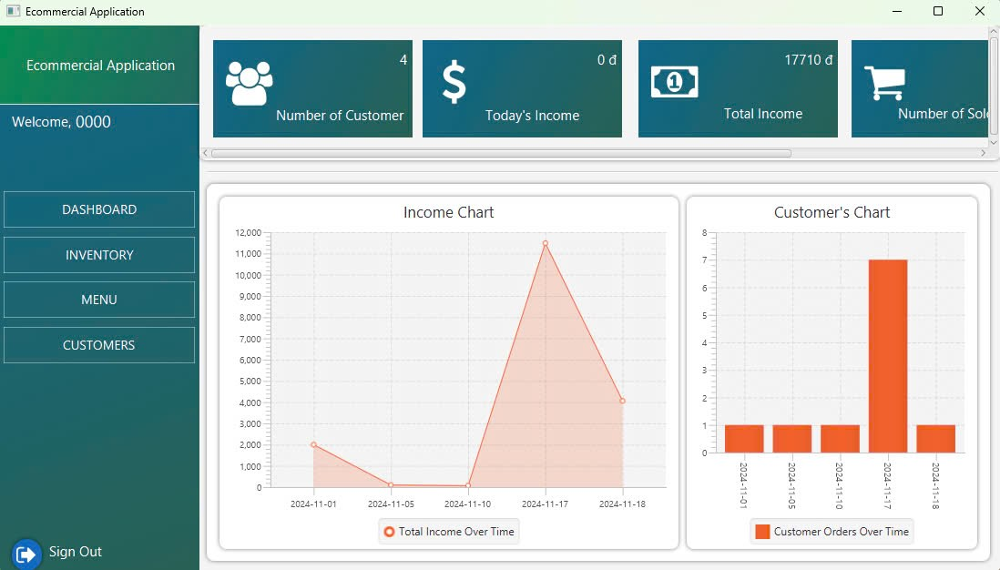 Ecommercial Application
Ecommercial Application
Welcome, 0000
DASHBOARD
INVENTORY
MENU
CUSTOMERS
Sign Out
4
Number of Customer
0 đ
Today's Income
1
17710 đ
Total Income
Number of Sol
Income Chart
12,000
11,000
10,000
9,000
8,000
7,000
6,000
5,000
4,000
3,000
2,000
1,000
0
2024-11-01 2024-11-05 2024-11-10 2024-11-17 2024-11-18
Total Income Over Time
Customer's Chart
8
7
6
5
4
3
2
1
0
2024-11-01
2024-11-05
2024-11-10
2024-11-17
2024-11-18
Customer Orders Over Time